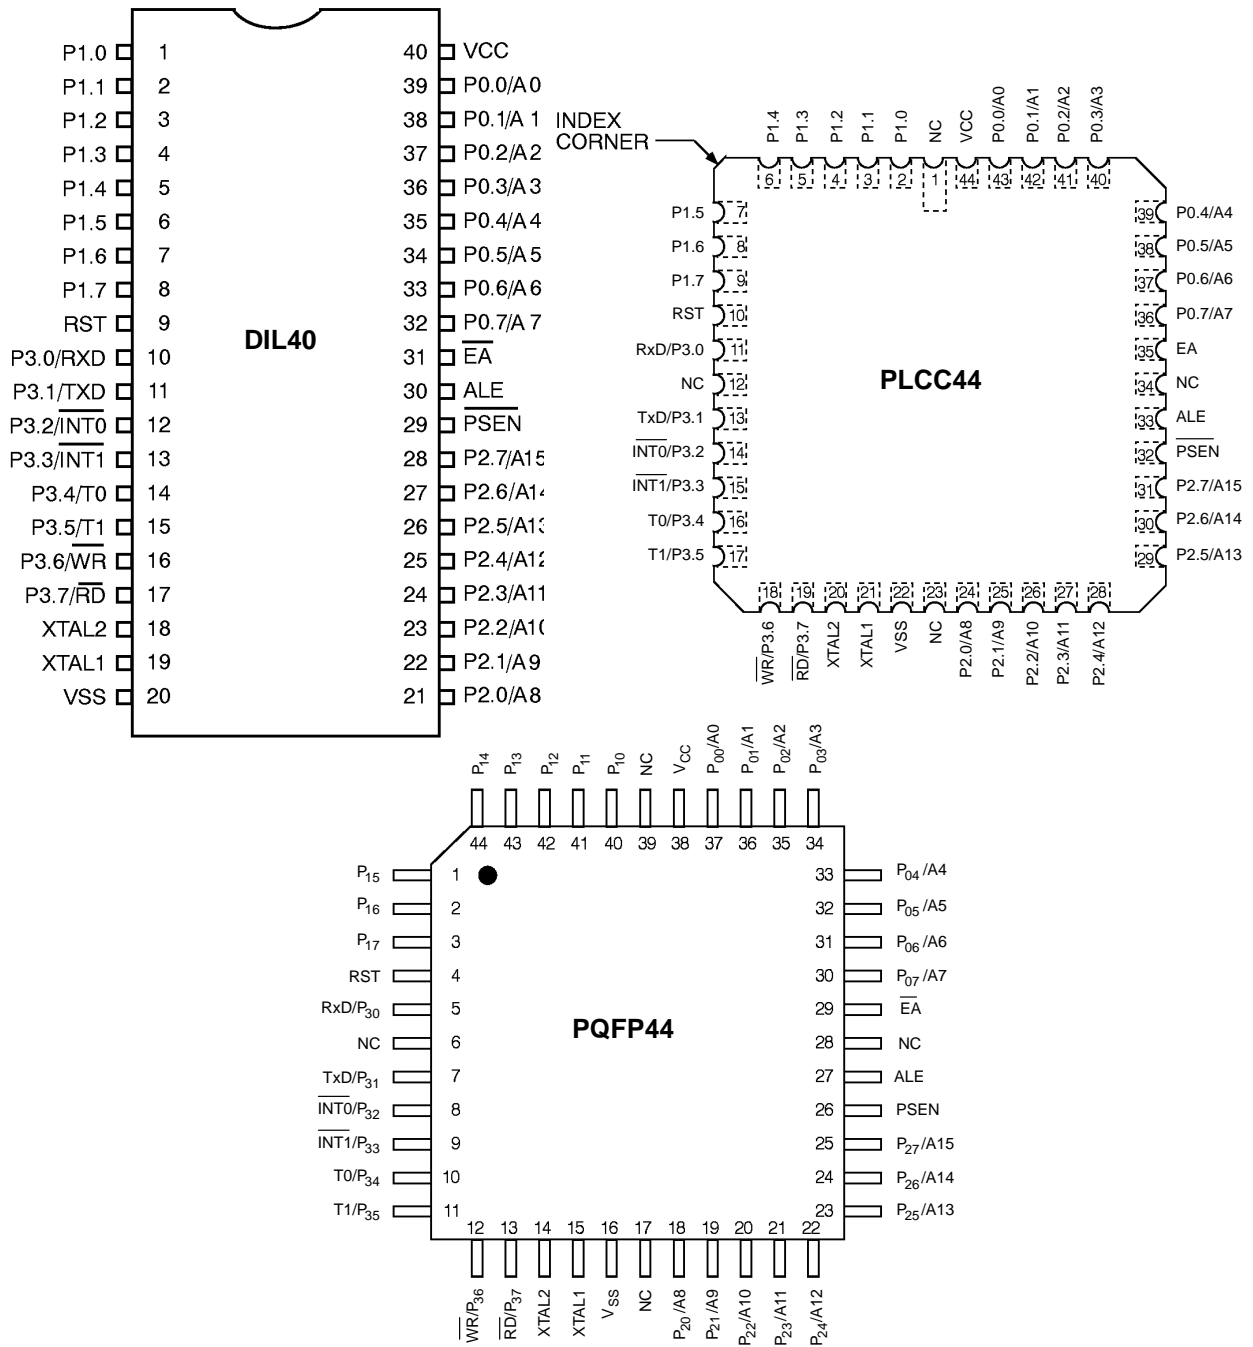 P1.0 1 40 VCC
P1.1 2 39 P0.0/A0
P1.2 3 38 P0.1/A 1
P1.3 4 37 P0.2/A2
P1.4 5 36 P0.3/A3
P1.5 6 35 P0.4/A4
P1.6 7 34 P0.5/A5
P1.7 8 33 P0.6/A6
RST 9 32 P0.7/A7
DIL40
P3.0/RXD 10 31 EA
P3.1/TXD 11 30 ALE
P3.2/INT0 12 29 PSEN
P3.3/INT1 13 28 P2.7/A15
P3.4/T0 14 27 P2.6/A14
P3.5/T1 15 26 P2.5/A13
P3.6/WR 16 25 P2.4/A12
P3.7/RD 17 24 P2.3/A11
XTAL2 18 23 P2.2/A10
XTAL1 19 22 P2.1/A9
VSS 20 21 P2.0/A8
INDEX
CORNER
P1.4 P1.3 P1.2 P1.1 P1.0 NC VCC P0.0/A0 P0.1/A1 P0.2/A2 P0.3/A3
6 5 4 3 2 1 44 43 42 41 40
P1.5 7 39 P0.4/A4
P1.6 8 38 P0.5/A5
P1.7 9 37 P0.6/A6
RST 10 36 P0.7/A7
RxD/P3.0 11 35 EA
PLCC44
NC 12 34 NC
TxD/P3.1 13 33 ALE
INT0/P3.2 14 32 PSEN
INT1/P3.3 15 31 P2.7/A15
T0/P3.4 16 30 P2.6/A14
T1/P3.5 17 29 P2.5/A13
18 19 20 21 22 23 24 25 26 27 28
WR/P3.6 RD/P3.7 XTAL2 XTAL1 VSS NC P2.0/A8 P2.1/A9 P2.2/A10 P2.3/A11 P2.4/A12
P14 P13 P12 P11 P10 NC VCC P00/A0 P01/A1 P02/A2 P03/A3
44 43 42 41 40 39 38 37 36 35 34
P15 1 33 P04/A4
P16 2 32 P05/A5
P17 3 31 P06/A6
RST 4 30 P07/A7
RxD/P30 5 29 EA
PQFP44
NC 6 28 NC
TxD/P31 7 27 ALE
INT0/P32 8 26 PSEN
INT1/P33 9 25 P27/A15
T0/P34 10 24 P26/A14
T1/P35 11 23 P25/A13
12 13 14 15 16 17 18 19 20 21 22
WR/P36 RD/P37 XTAL2 XTAL1 VSS NC P20/A8 P21/A9 P22/A10 P23/A11 P24/A12